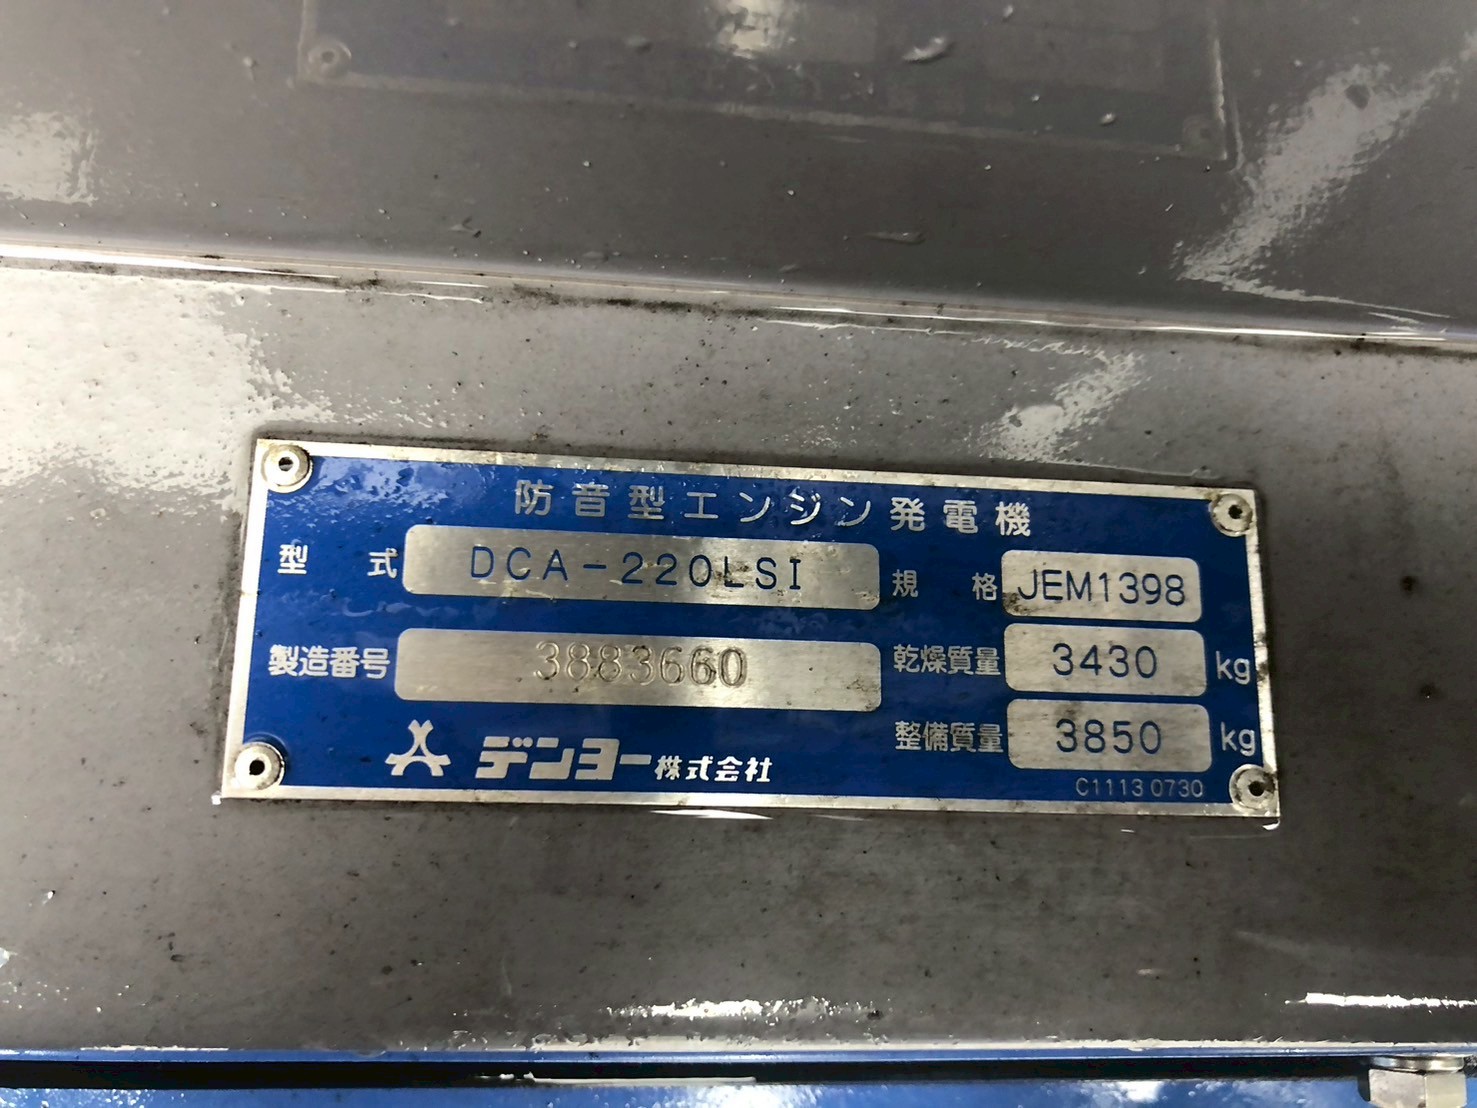 防音型エンジン発電機
型式 DCA-220LSI 規格 JEM1398
製造番号 3883660 乾燥質量 3430 kg
整備質量 3850 kg
デンヨー株式会社
C1113 0730